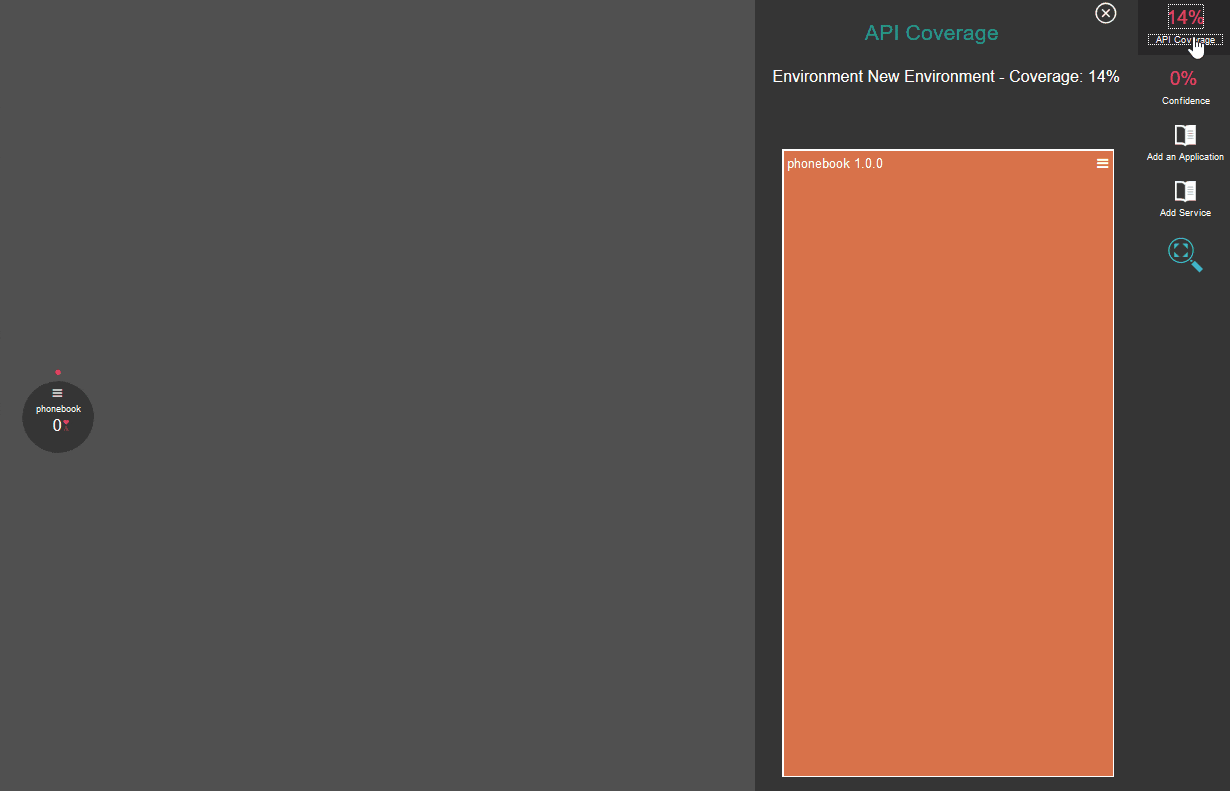 API Coverage
Environment New Environment - Coverage: 14%
phonebook 1.0.0
phonebook
0
14%
API Coverage
0%
Confidence
Add an Application
Add Service